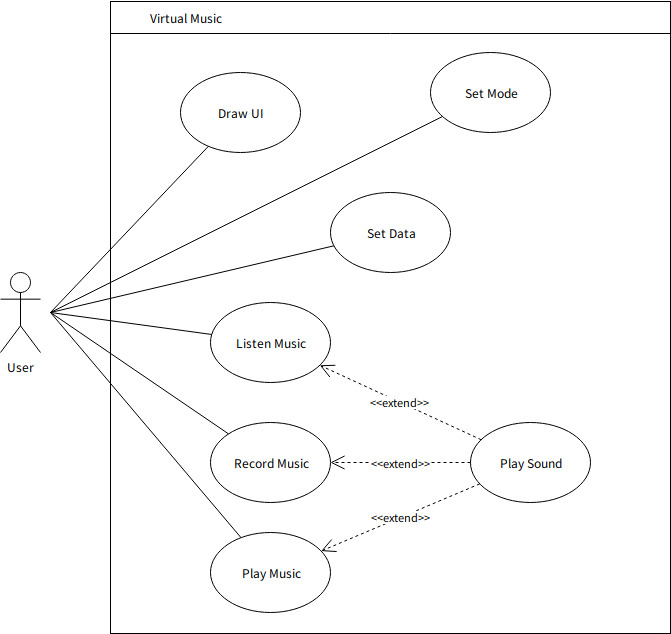 Virtual Music
Set Mode
Draw UI
Set Data
Listen Music
User
<<extend>>
Record Music
<<extend>>
Play Sound
<<extend>>
Play Music